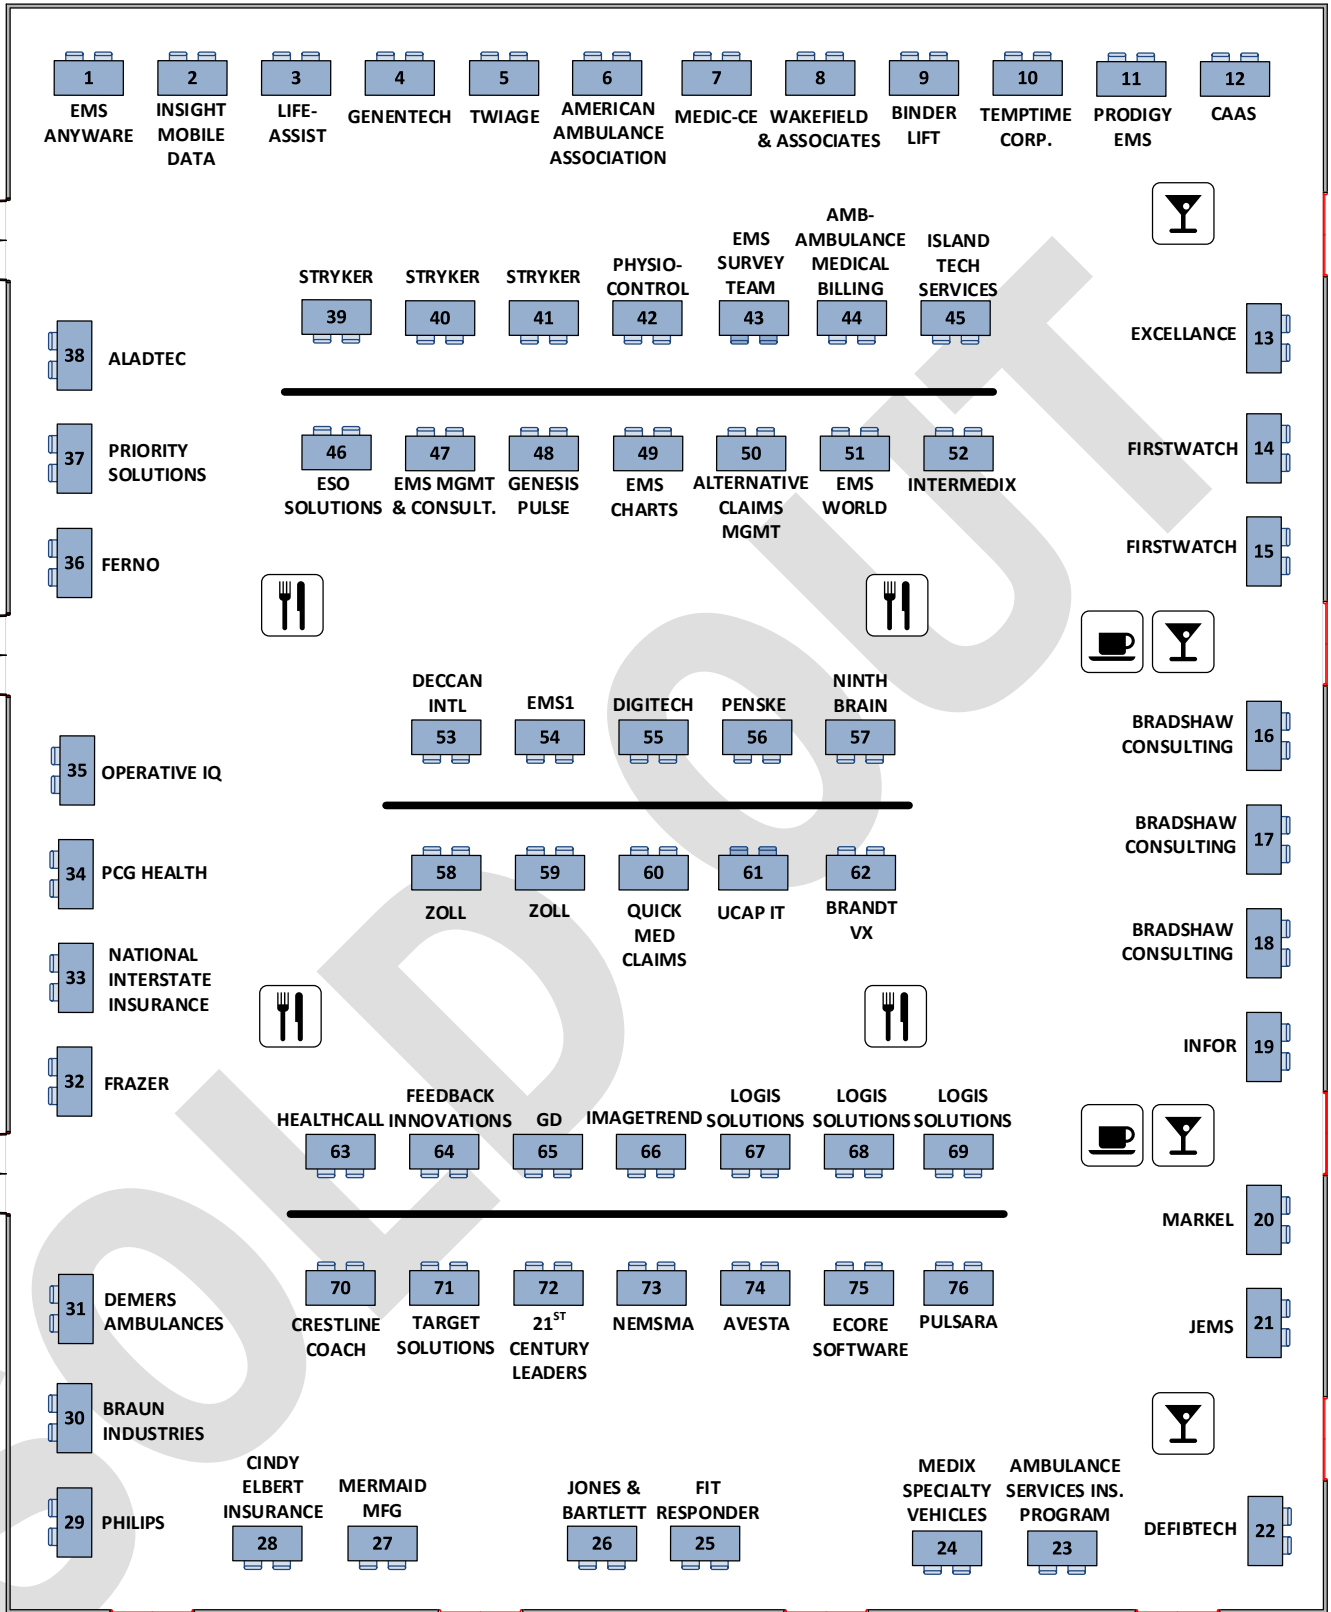 1
EMS
ANYWARE
2
INSIGHT
MOBILE
DATA
3
LIFE-
ASSIST
4
GENENTECH
5
TWIAGE
6
AMERICAN
AMBULANCE
ASSOCIATION
7
MEDIC-CE
8
WAKEFIELD
& ASSOCIATES
9
BINDER
LIFT
10
TEMPTIME
CORP.
11
PRODIGY
EMS
12
CAAS
STRYKER
39
STRYKER
40
STRYKER
41
PHYSIO-
CONTROL
42
EMS
SURVEY
TEAM
43
AMB-
AMBULANCE
MEDICAL
BILLING
44
ISLAND
TECH
SERVICES
45
EXCELLANCE
13
38
ALADTEC
37
PRIORITY
SOLUTIONS
36
FERNO
46
ESO
SOLUTIONS
47
EMS MGMT
& CONSULT.
48
GENESIS
PULSE
49
EMS
CHARTS
50
ALTERNATIVE
CLAIMS
MGMT
51
EMS
WORLD
52
INTERMEDIX
FIRSTWATCH
14
FIRSTWATCH
15
DECCAN
INTL
53
EMS1
54
DIGITECH
55
PENSKE
56
NINTH
BRAIN
57
BRADSHAW
CONSULTING
16
BRADSHAW
CONSULTING
17
BRADSHAW
CONSULTING
18
INFOR
19
35
OPERATIVE IQ
34
PCG HEALTH
33
NATIONAL
INTERSTATE
INSURANCE
32
FRAZER
58
ZOLL
59
ZOLL
60
QUICK
MED
CLAIMS
61
UCAP IT
62
BRANDT
VX
HEALTHCALL
63
FEEDBACK
INNOVATIONS
64
GD
65
IMAGETREND
66
LOGIS
SOLUTIONS
67
LOGIS
SOLUTIONS
68
LOGIS
SOLUTIONS
69
MARKEL
20
JEMS
21
31
DEMERS
AMBULANCES
30
BRAUN
INDUSTRIES
29
PHILIPS
70
CRESTLINE
COACH
71
TARGET
SOLUTIONS
72
21ST
CENTURY
LEADERS
73
NEMSMA
74
AVESTA
75
ECORE
SOFTWARE
76
PULSARA
CINDY
ELBERT
INSURANCE
28
MERMAID
MFG
27
JONES &
BARTLETT
26
FIT
RESPONDER
25
MEDIX
SPECIALTY
VEHICLES
24
AMBULANCE
SERVICES INS.
PROGRAM
23
DEFIBTECH
22
SOLD OUT